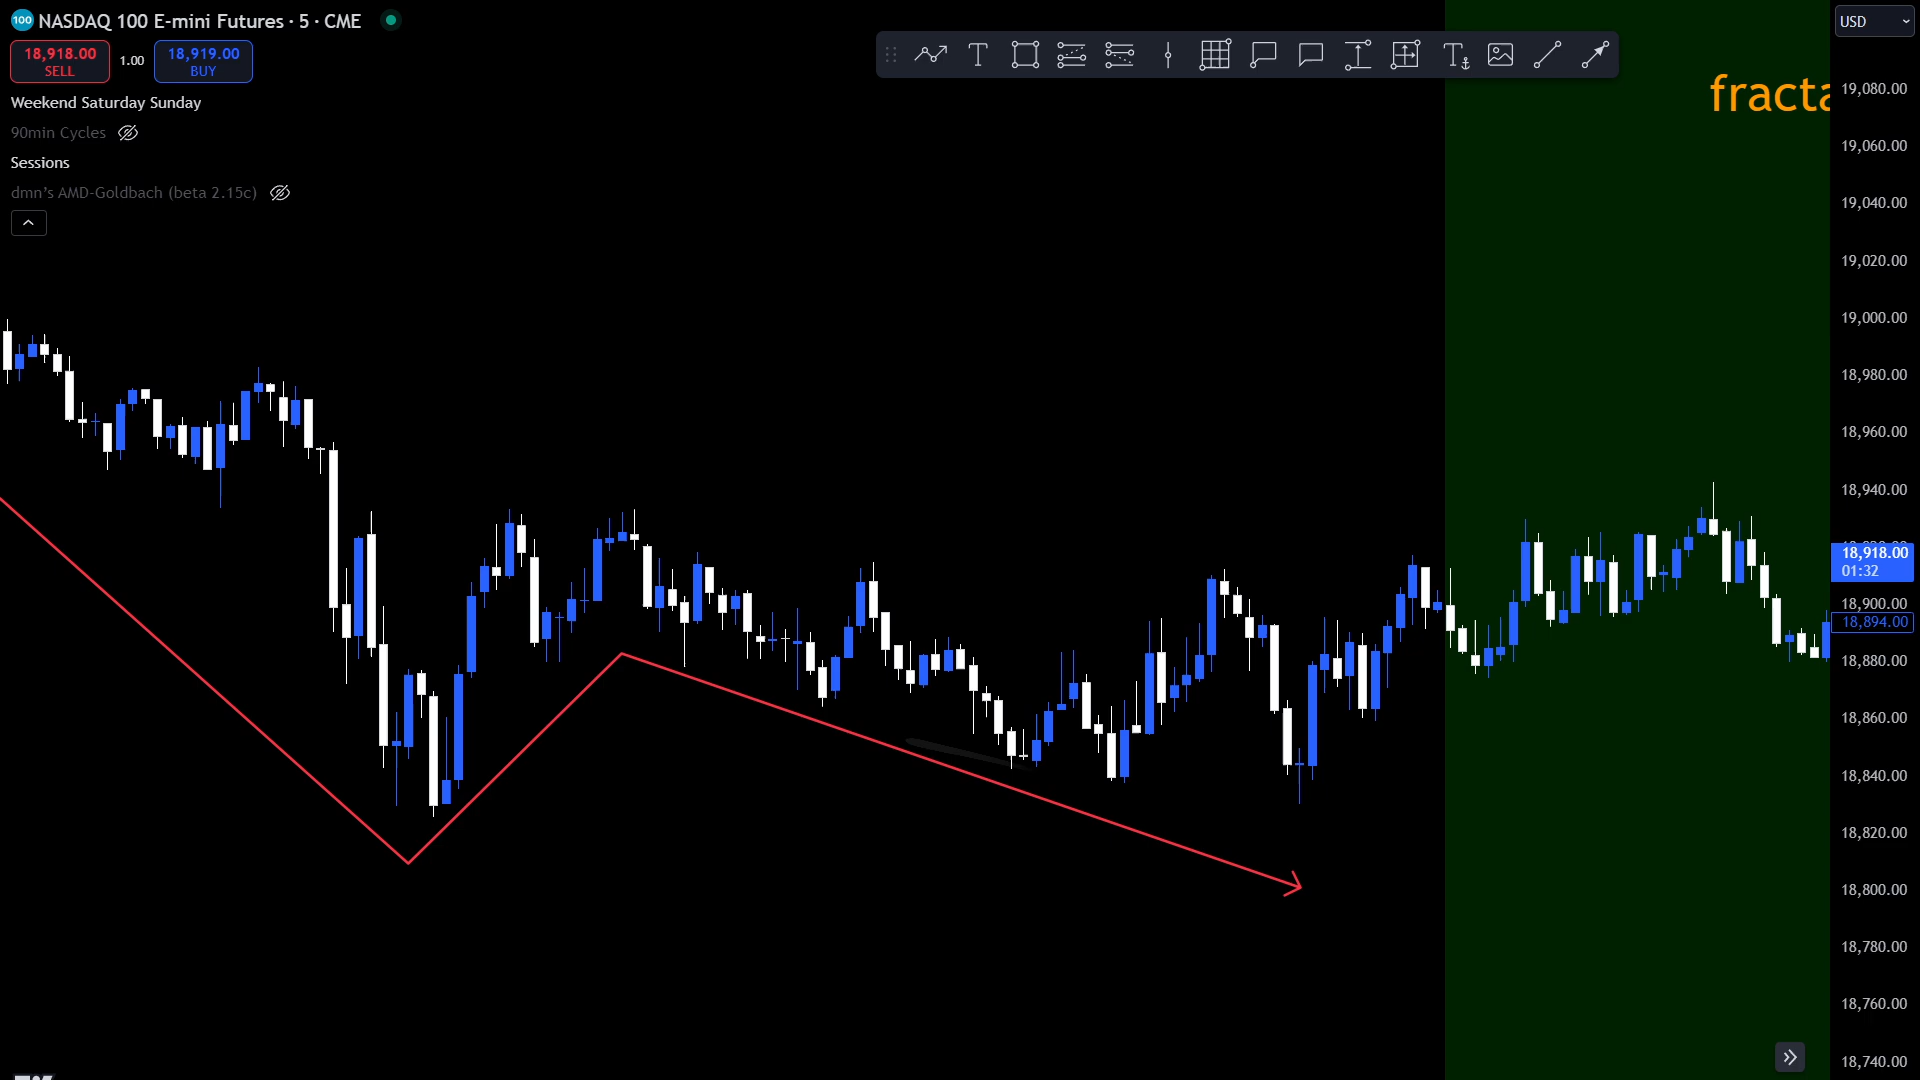 100 NASDAQ 100 E-mini Futures · 5 · CME
USD
18,918.00
SELL
1.00
18,919.00
BUY
Weekend Saturday Sunday
90min Cycles
Sessions
dmn's AMD-Goldbach (beta 2.15c)
fracta
19,080.00
19,060.00
19,040.00
19,020.00
19,000.00
18,980.00
18,960.00
18,940.00
18,918.00
01:32
18,900.00
18,894.00
18,880.00
18,860.00
18,840.00
18,820.00
18,800.00
18,780.00
18,760.00
18,740.00